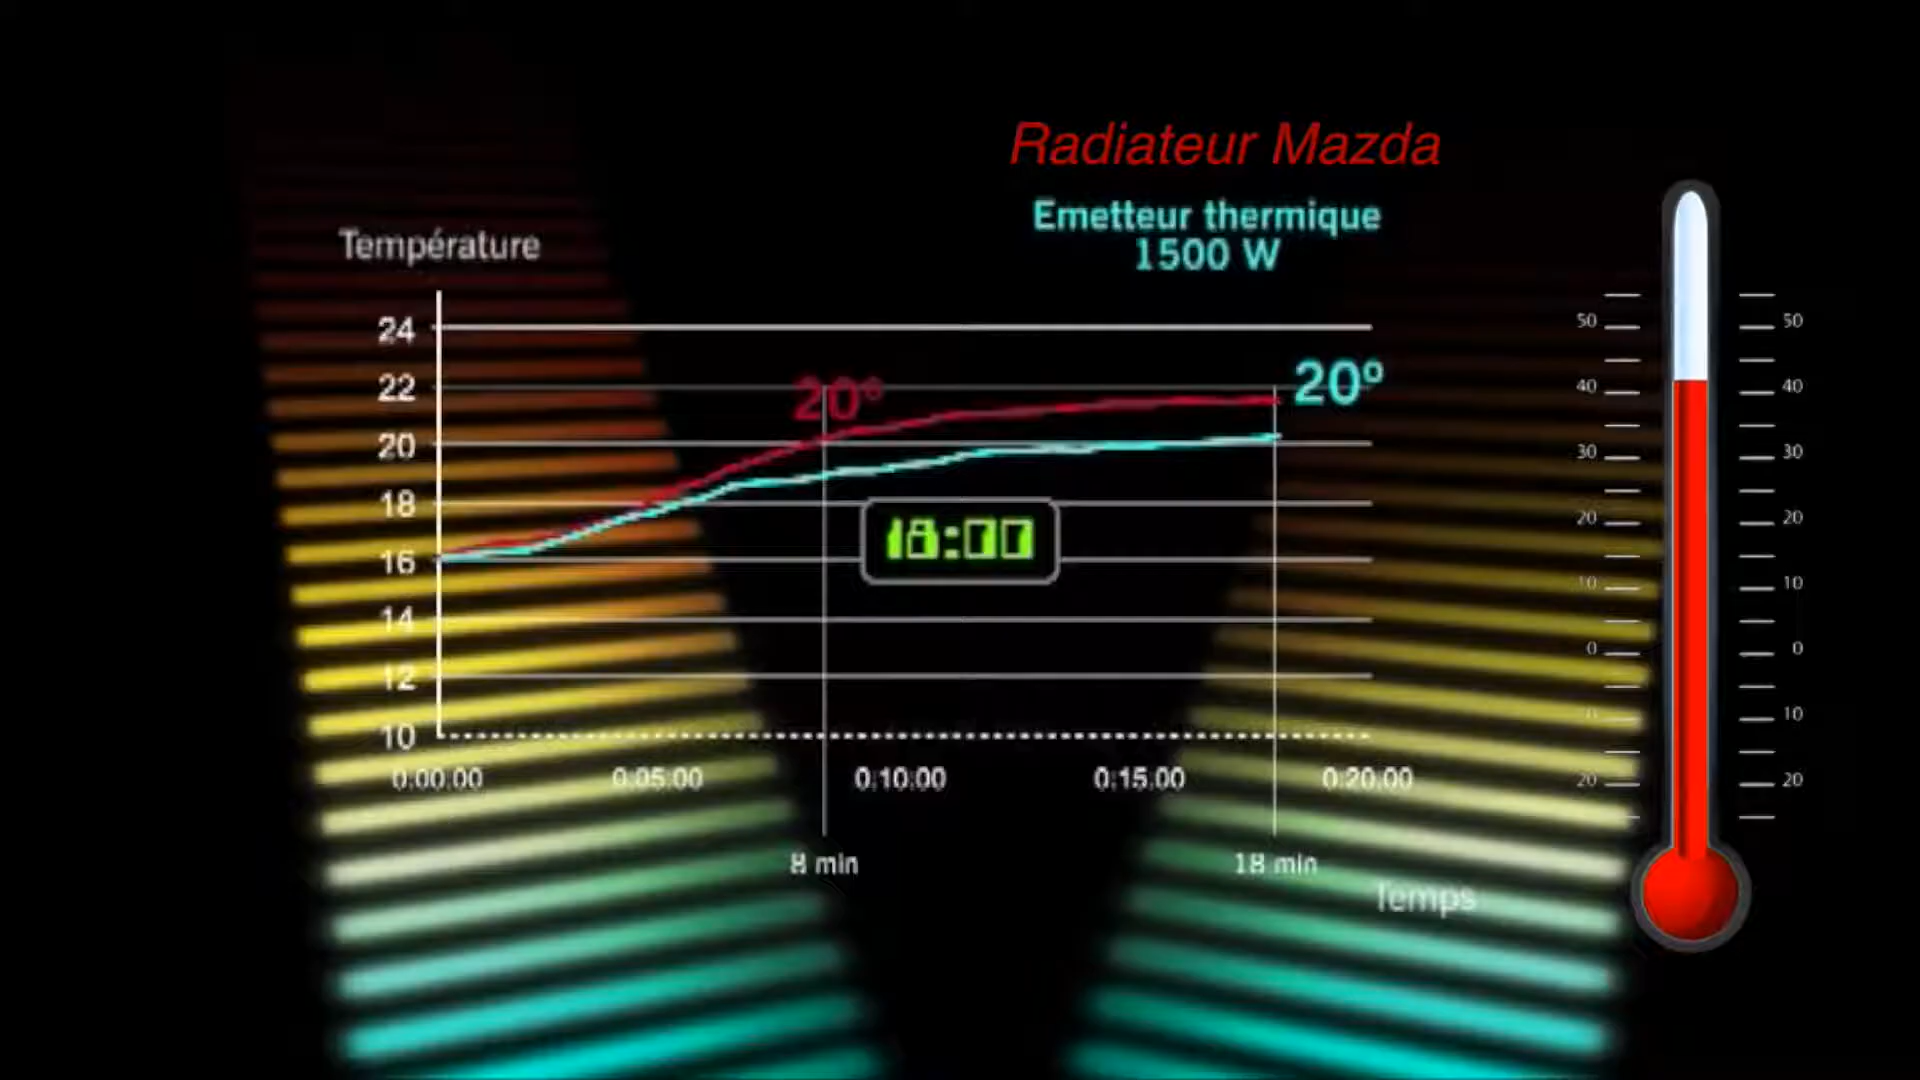 Radiateur Mazda
Emetteur thermique
1500 W
Température
24
22
20
18
16
14
12
10
20º
20º
18:00
0:00:00 0:05:00 0:10:00 0:15:00 0:20:00
8 min 18 min
Temps
50 50
40 40
30 30
20 20
10 10
0 0
10
20 20